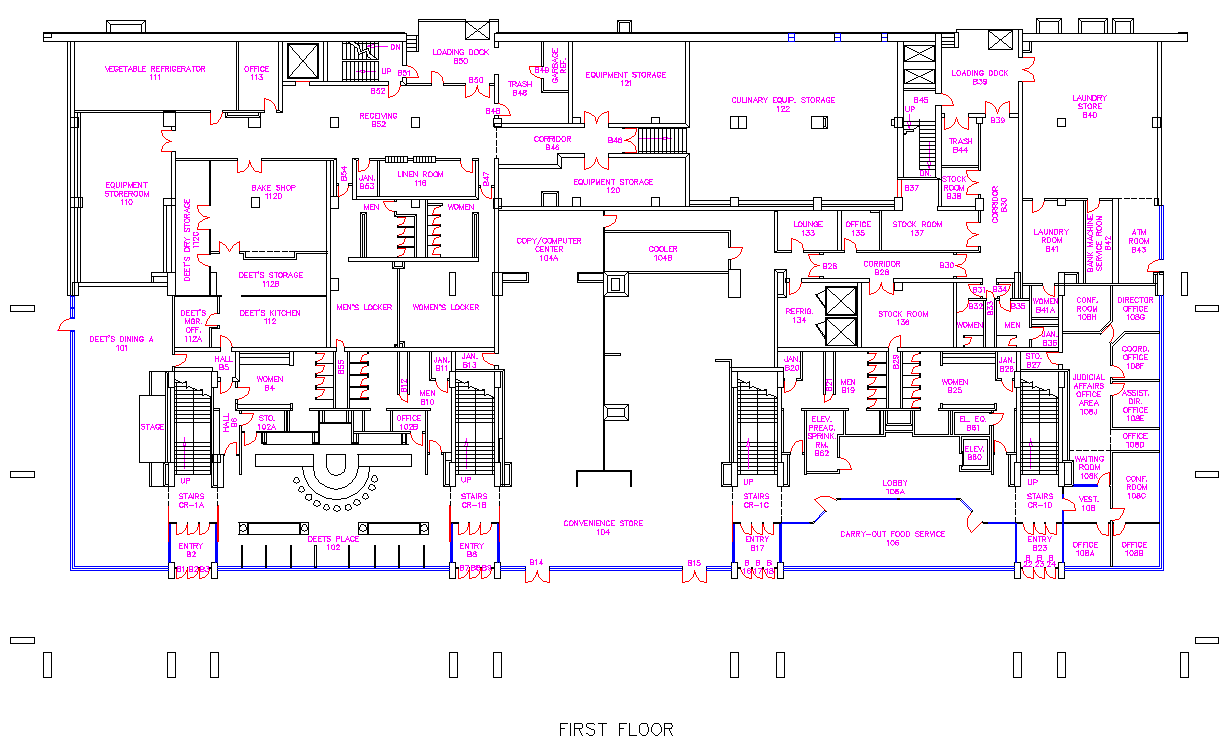 VEGETABLE REFRIGERATOR
111
OFFICE
113
DN
UP
B51
B52
LOADING DOCK
B50
B50
B49
GARBAGE
REF.
TRASH
B48
B48
EQUIPMENT STORAGE
121
CULINARY EQUIP. STORAGE
122
B45
UP
DN.
B37
LOADING DOCK
B39
B39
LAUNDRY
STORE
B40
RECEIVING
B52
CORRIDOR
B46
B46
TRASH
B44
EQUIPMENT
STOREROOM
110
BAKE SHOP
112D
B54
JAN.
B53
LINEN ROOM
116
B47
EQUIPMENT STORAGE
120
STOCK
ROOM
B38
CORRIDOR
B30
DEET'S DRY STORAGE
112C
MEN
WOMEN
LOUNGE
133
OFFICE
135
STOCK ROOM
137
LAUNDRY
ROOM
B41
BANK MACHINE
SERVICE ROOM
B42
ATM
ROOM
B43
COPY/COMPUTER
CENTER
104A
COOLER
104B
B28
CORRIDOR
B28
B30
DEET'S STORAGE
112B
DEET'S
MGR.
OFF.
112A
DEET'S KITCHEN
112
MEN'S LOCKER
WOMEN'S LOCKER
REFRIG.
134
STOCK ROOM
136
B31
B32
B33
B34
B35
WOMEN
MEN
WOMEN
B41A
JAN.
B36
CONF.
ROOM
108H
DIRECTOR
OFFICE
108G
DEET'S DINING A
101
HALL
B5
WOMEN
B4
B55
B12
JAN.
B11
JAN.
B13
MEN
B10
JAN.
B20
B21
MEN
B19
B29
WOMEN
B25
JAN.
B26
STO.
B27
COORD.
OFFICE
108F
JUDICIAL
AFFAIRS
OFFICE
AREA
108J
ASSIST.
DIR.
OFFICE
108E
STAGE
HALL
B6
STO.
102A
OFFICE
102B
ELEV.
PREAC.
SPRINK.
RM.
B62
EL. EQ.
B61
ELEV.
B60
OFFICE
108D
UP
STAIRS
CR-1A
UP
STAIRS
CR-1B
UP
STAIRS
CR-1C
LOBBY
105A
UP
STAIRS
CR-1D
WAITING
ROOM
108K
CONF.
ROOM
108C
VEST.
108
CONVENIENCE STORE
104
CARRY-OUT FOOD SERVICE
106
DEETS PLACE
102
ENTRY
B2
ENTRY
B8
ENTRY
B17
ENTRY
B23
OFFICE
108A
OFFICE
108B
B1 B2 B3
B7 B8 B9
B14
B15
B
16
B
17
B
18
B
22
B
23
B
24
FIRST FLOOR